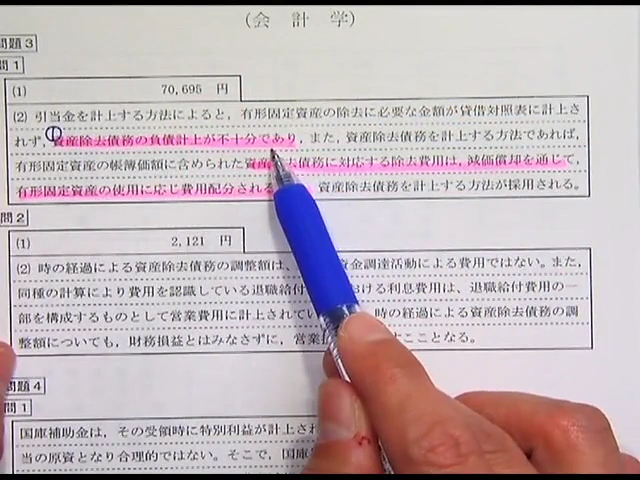 (会 計 学)
問題3
問1
(1) 70,695 円
(2) 引当金を計上する方法によると，有形固定資産の除去に必要な金額が貸借対照表に計上さ
れず，①資産除去債務の負債計上が不十分であり，また，資産除去債務を計上する方法であれば，
有形固定資産の帳簿価額に含められた資産 去債務に対応する除去費用は，減価償却を通じて，
有形固定資産の使用に応じ費用配分される 資産除去債務を計上する方法が採用される。
問2
(1) 2,121 円
(2) 時の経過による資産除去債務の調整額は， 資金調達活動による費用ではない。また，
同種の計算により費用を認識している退職給付 おける利息費用は，退職給付費用の一
部を構成するものとして営業費用に計上されてい 時の経過による資産除去債務の調
整額についても，財務損益とはみなさずに，営業 こととなる。
問題4
問1
国庫補助金は，その受領時に特別利益が計上され
当の原資となり合理的ではない。そこで，国